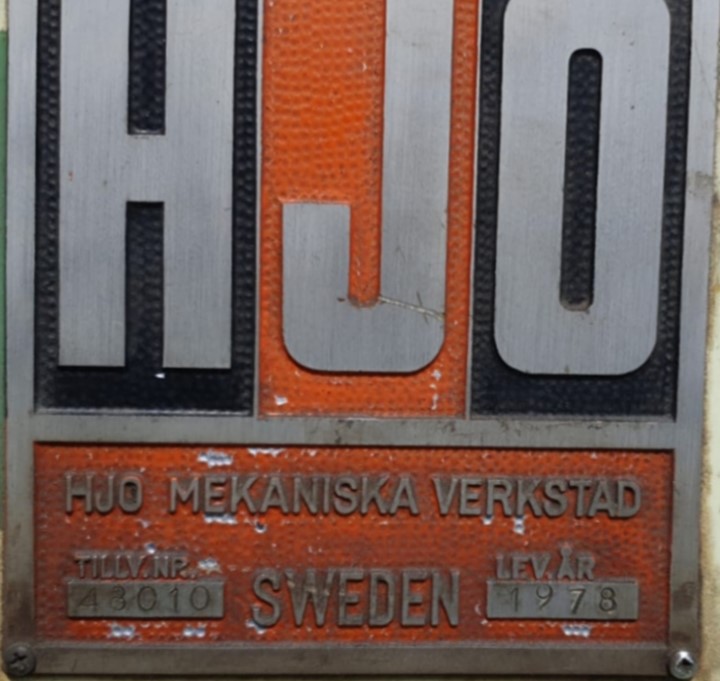 HJO
HJO MEKANISKA VERKSTAD
TILLV.NR.
48010
SWEDEN
LEV.ÅR
1978